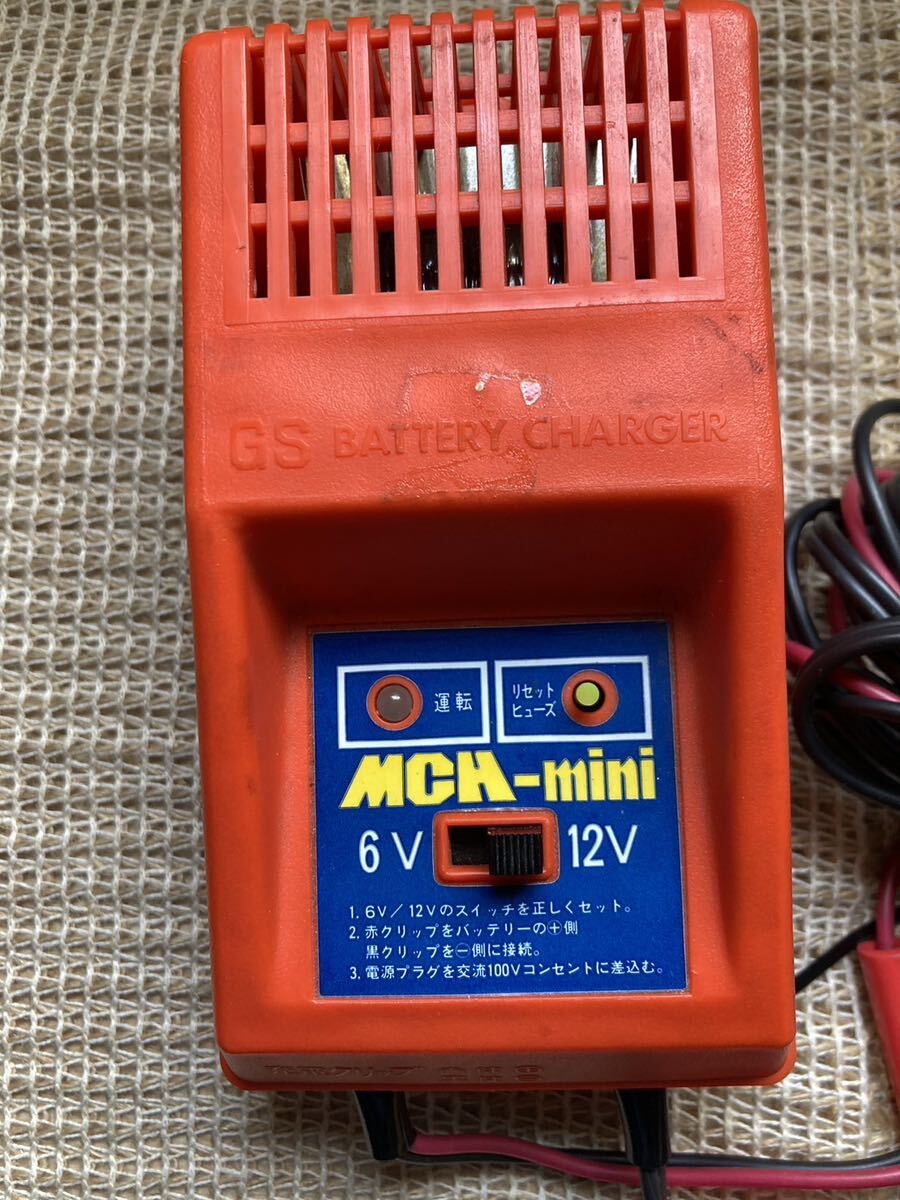 GS BATTERY CHARGER
運転
リセット
ヒューズ
MCH-mini
6V 12V
1. 6V/12Vのスイッチを正しくセット。
2. 赤クリップをバッテリーの⊕側
黒クリップを⊖側に接続。
3. 電源プラグを交流100Vコンセントに差込む。